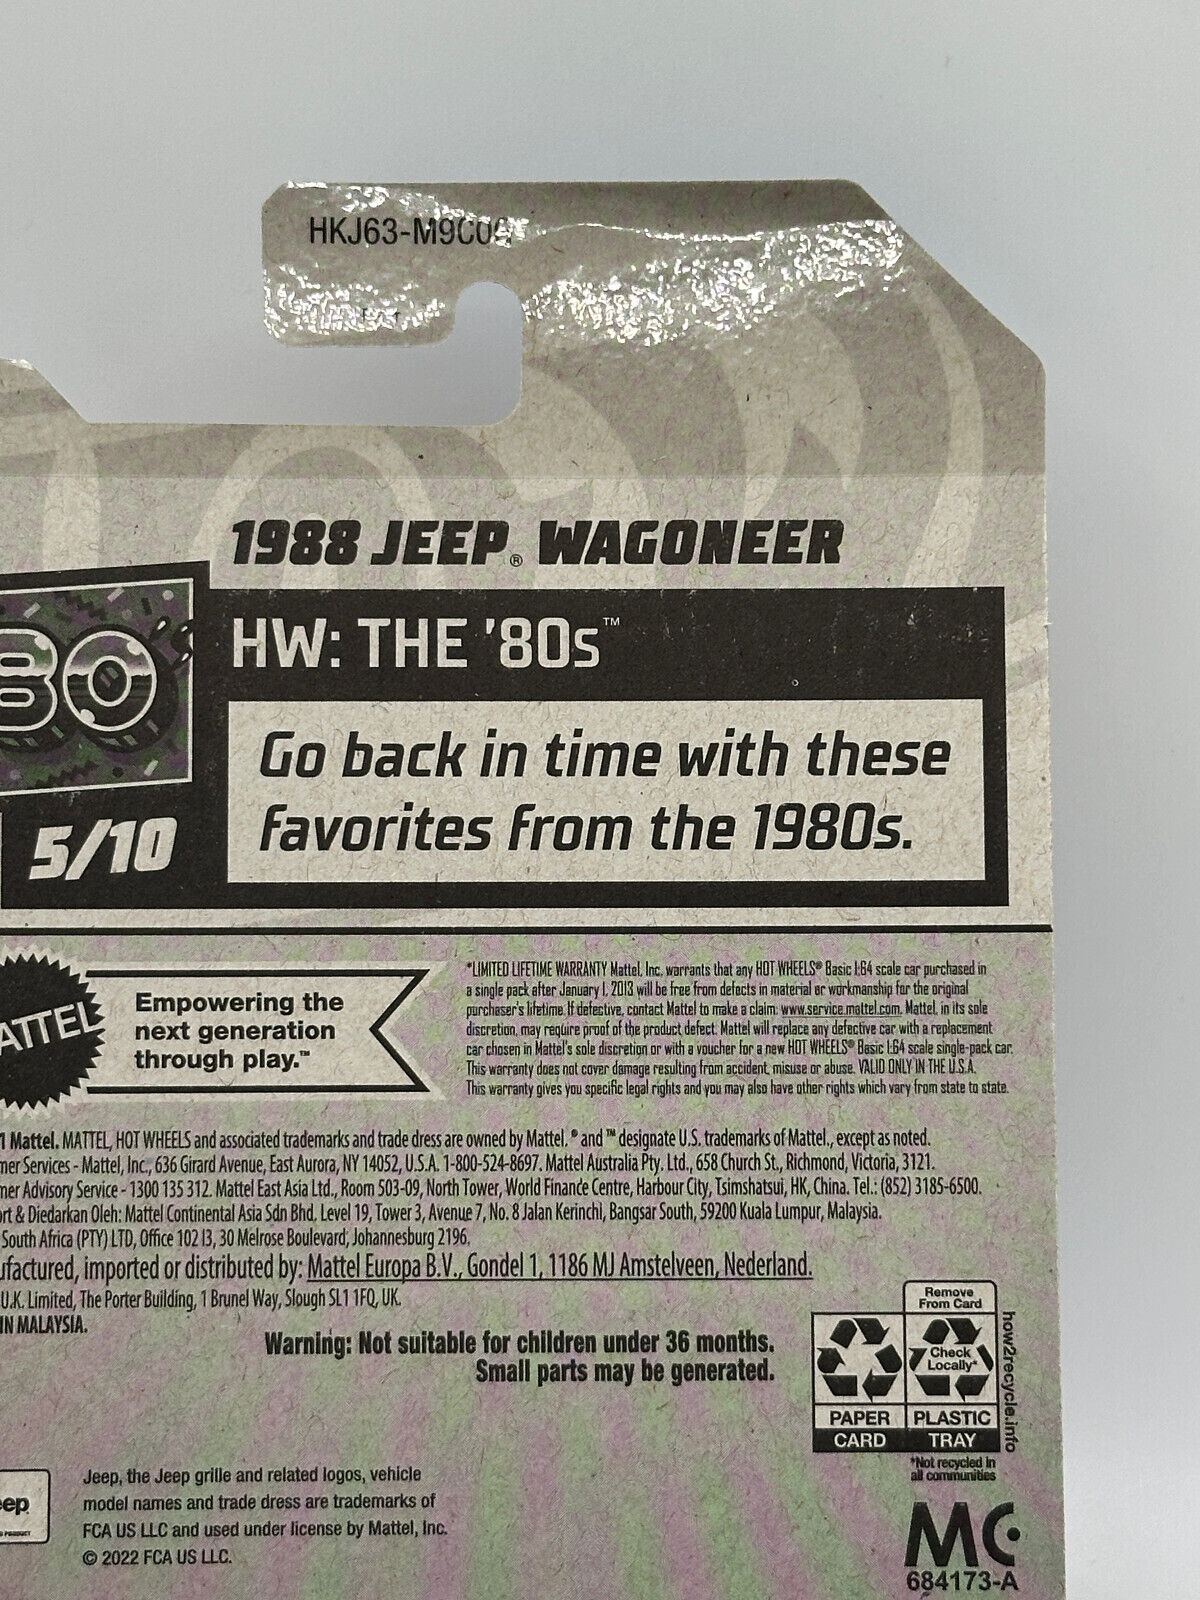 HKJ63-M9C0
1988 JEEP® WAGONEER
HW: THE '80s™
80
Go back in time with these
favorites from the 1980s.
5/10
ATTEL
Empowering the
next generation
through play.™
*LIMITED LIFETIME WARRANTY Mattel, Inc. warrants that any HOT WHEELS® Basic 1:64 scale car purchased in
a single pack after January 1, 2013 will be free from defects in material or workmanship for the original
purchaser's lifetime. If defective, contact Mattel to make a claim: www.service.mattel.com. Mattel, in its sole
discretion, may require proof of the product defect. Mattel will replace any defective car with a replacement
car chosen in Mattel's sole discretion or with a voucher for a new HOT WHEELS® Basic 1:64 scale single-pack car.
This warranty does not cover damage resulting from accident, misuse or abuse. VALID ONLY IN THE U.S.A.
This warranty gives you specific legal rights and you may also have other rights which vary from state to state.
1 Mattel. MATTEL, HOT WHEELS and associated trademarks and trade dress are owned by Mattel. ® and ™ designate U.S. trademarks of Mattel., except as noted.
mer Services - Mattel, Inc., 636 Girard Avenue, East Aurora, NY 14052, U.S.A. 1-800-524-8697. Mattel Australia Pty. Ltd., 658 Church St., Richmond, Victoria, 3121.
mer Advisory Service - 1300 135 312. Mattel East Asia Ltd., Room 503-09, North Tower, World Finance Centre, Harbour City, Tsimshatsui, HK, China. Tel.: (852) 3185-6500.
rt & Diedarkan Oleh: Mattel Continental Asia Sdn Bhd. Level 19, Tower 3, Avenue 7, No. 8 Jalan Kerinchi, Bangsar South, 59200 Kuala Lumpur, Malaysia.
South Africa (PTY) LTD, Office 102 I3, 30 Melrose Boulevard, Johannesburg 2196.
ufactured, imported or distributed by: Mattel Europa B.V., Gondel 1, 1186 MJ Amstelveen, Nederland.
U.K. Limited, The Porter Building, 1 Brunel Way, Slough SL1 1FQ, UK.
IN MALAYSIA.
Warning: Not suitable for children under 36 months.
Small parts may be generated.
Remove
From Card
Check
Locally*
PAPER
CARD
PLASTIC
TRAY
how2recycle.info
*Not recycled in
all communities
eep
PRODUCT
Jeep, the Jeep grille and related logos, vehicle
model names and trade dress are trademarks of
FCA US LLC and used under license by Mattel, Inc.
© 2022 FCA US LLC.
MC
684173-A